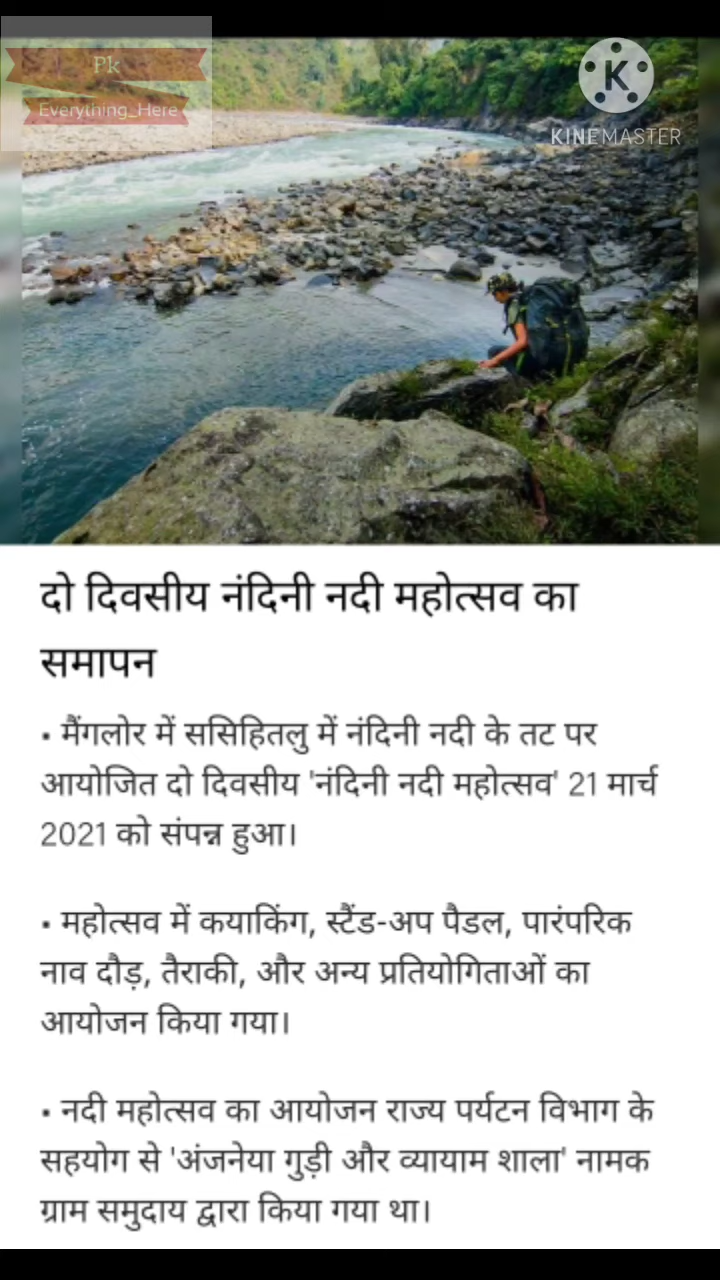 Pk
Everything_Here
K
KINEMASTER
दो दिवसीय नंदिनी नदी महोत्सव का
समापन
• मैंगलोर में ससिहितलु में नंदिनी नदी के तट पर
आयोजित दो दिवसीय 'नंदिनी नदी महोत्सव' 21 मार्च
2021 को संपन्न हुआ।
• महोत्सव में कयाकिंग, स्टैंड-अप पैडल, पारंपरिक
नाव दौड़, तैराकी, और अन्य प्रतियोगिताओं का
आयोजन किया गया।
• नदी महोत्सव का आयोजन राज्य पर्यटन विभाग के
सहयोग से 'अंजनेया गुड़ी और व्यायाम शाला' नामक
ग्राम समुदाय द्वारा किया गया था।